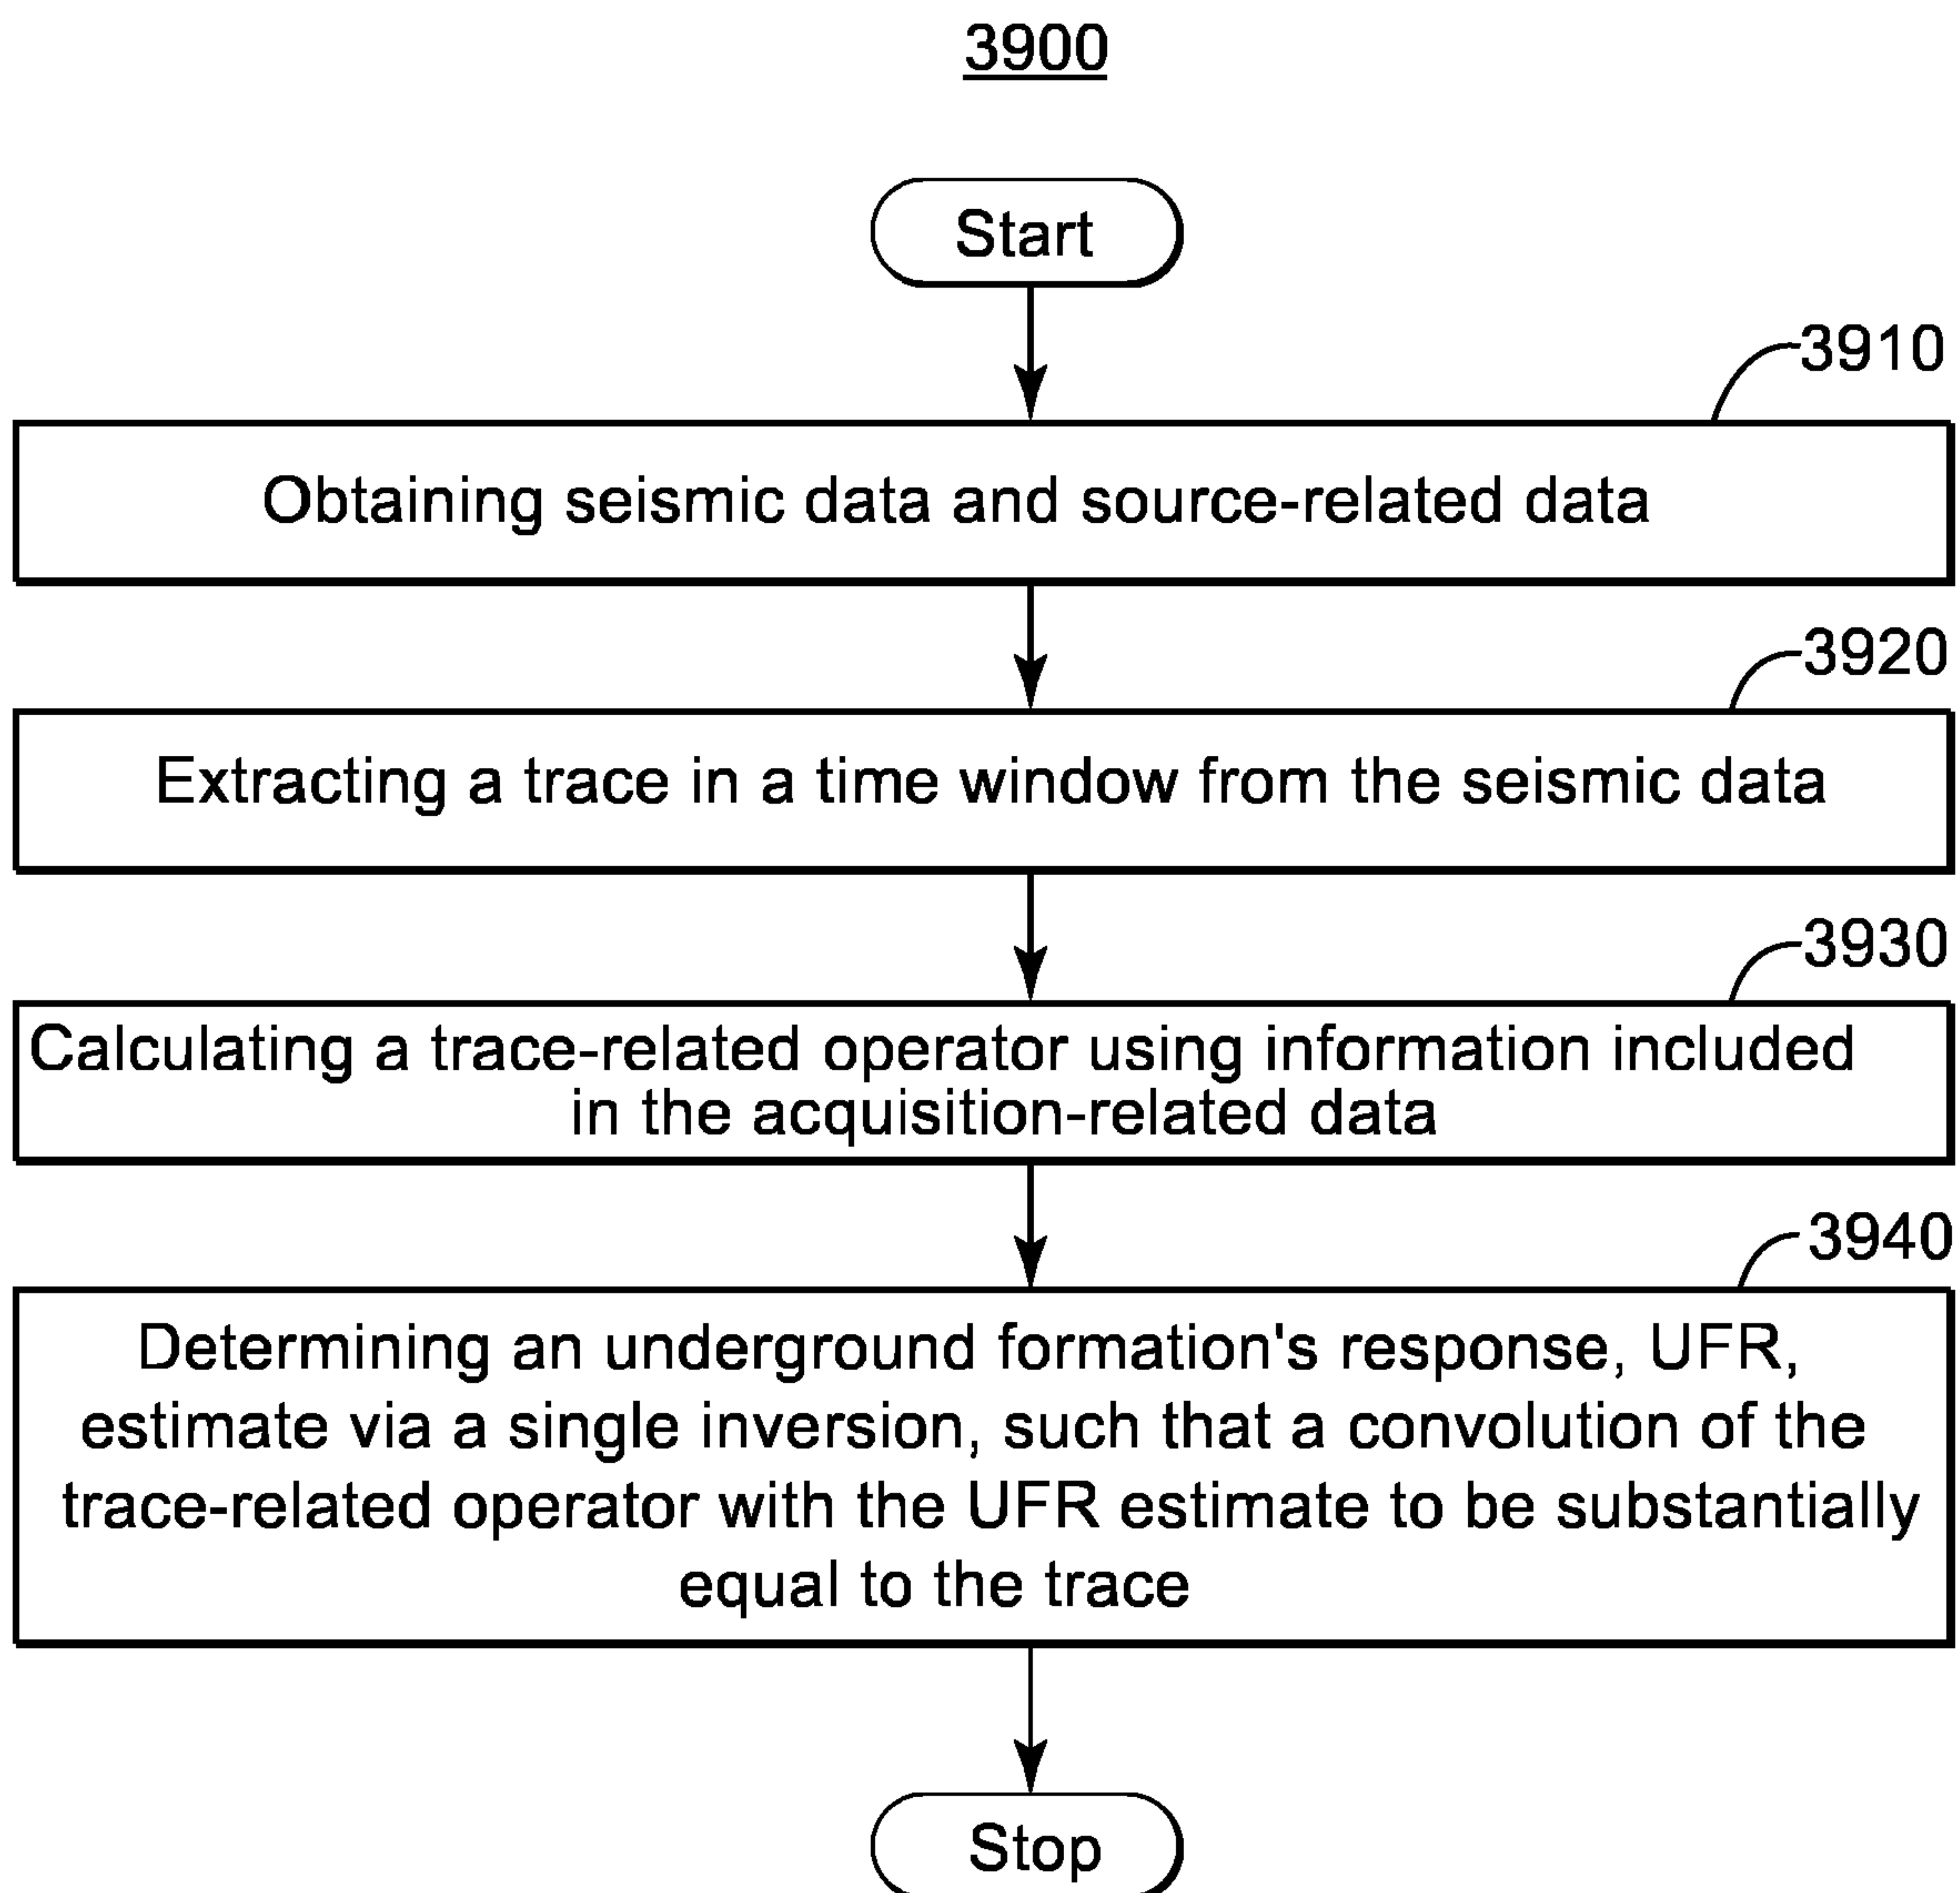 3900
Start
3910
Obtaining seismic data and source-related data
3920
Extracting a trace in a time window from the seismic data
3930
Calculating a trace-related operator using information included
in the acquisition-related data
3940
Determining an underground formation's response, UFR,
estimate via a single inversion, such that a convolution of the
trace-related operator with the UFR estimate to be substantially
equal to the trace
Stop